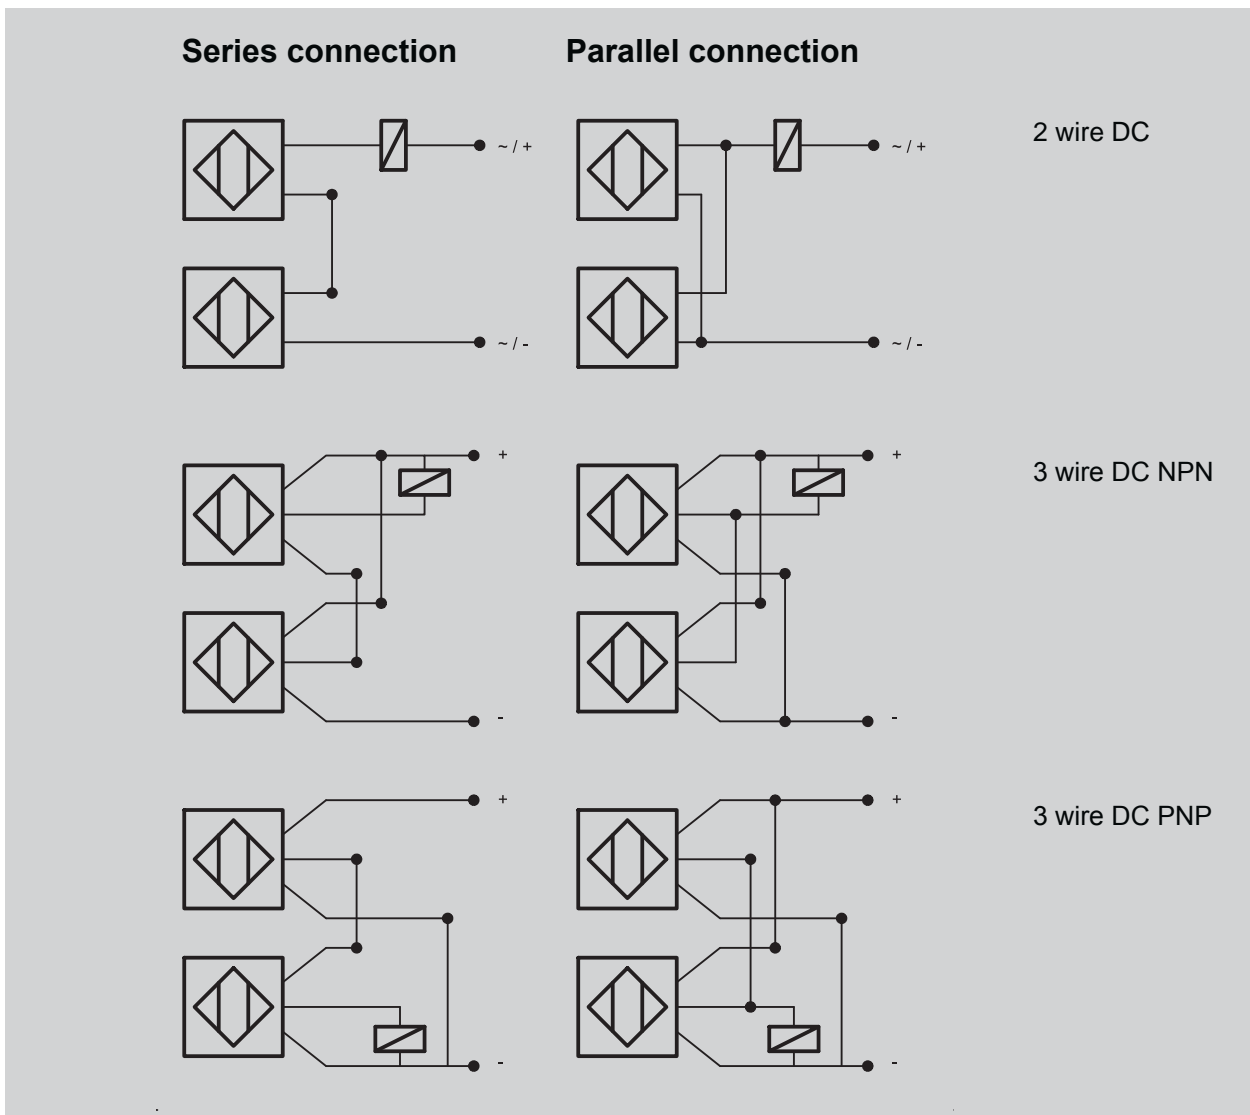 Series connection
Parallel connection
~ / +
~ / +
2 wire DC
~ / -
~ / -
+
+
3 wire DC NPN
-
-
+
+
3 wire DC PNP
-
-